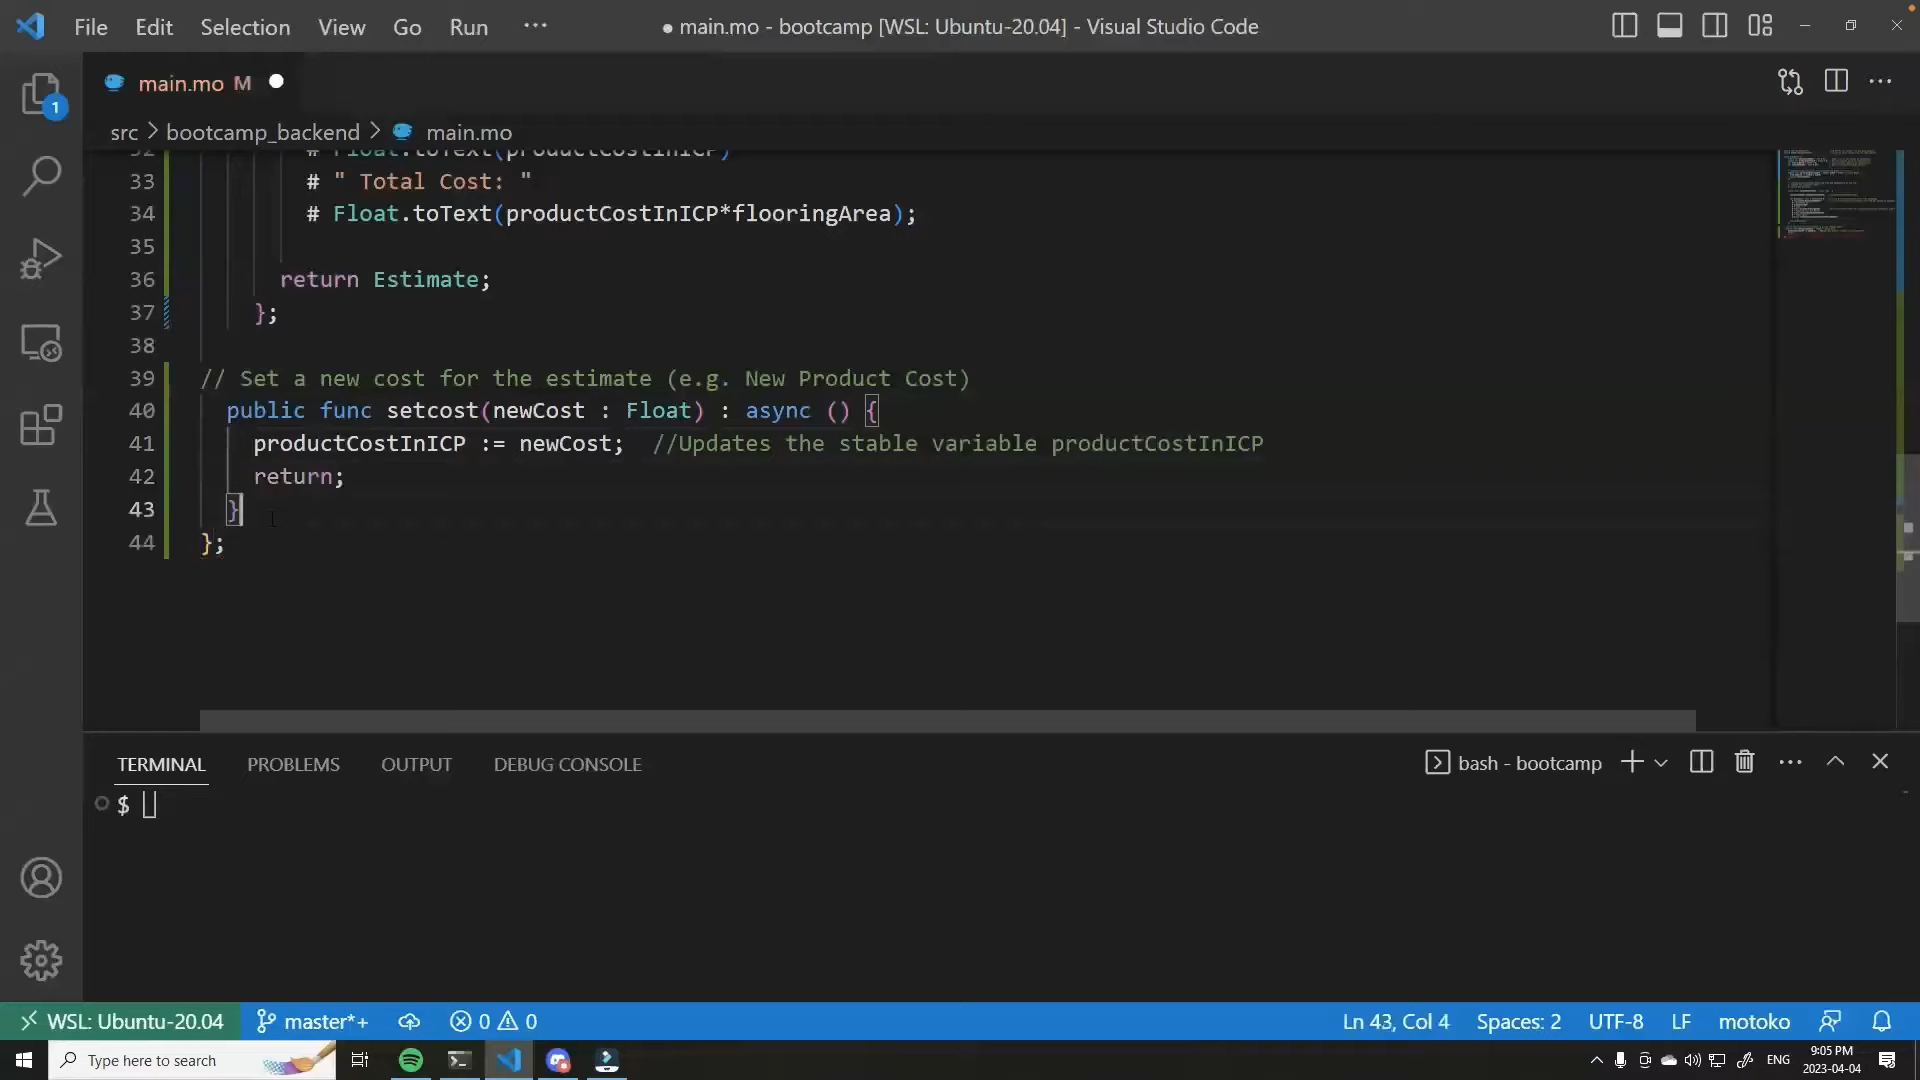 File Edit Selection View Go Run ···
● main.mo - bootcamp [WSL: Ubuntu-20.04] - Visual Studio Code
1
main.mo M
src > bootcamp_backend > main.mo
32 # Float.toText(productCostInICP)
33 # " Total Cost: "
34 # Float.toText(productCostInICP*flooringArea);
35
36 return Estimate;
37 };
38
39 // Set a new cost for the estimate (e.g. New Product Cost)
40 public func setcost(newCost : Float) : async () {
41 productCostInICP := newCost; //Updates the stable variable productCostInICP
42 return;
43 }
44 };
TERMINAL PROBLEMS OUTPUT DEBUG CONSOLE
bash - bootcamp
$
WSL: Ubuntu-20.04 master*+ 0 0 Ln 43, Col 4 Spaces: 2 UTF-8 LF motoko
Type here to search
ENG
9:05 PM
2023-04-04